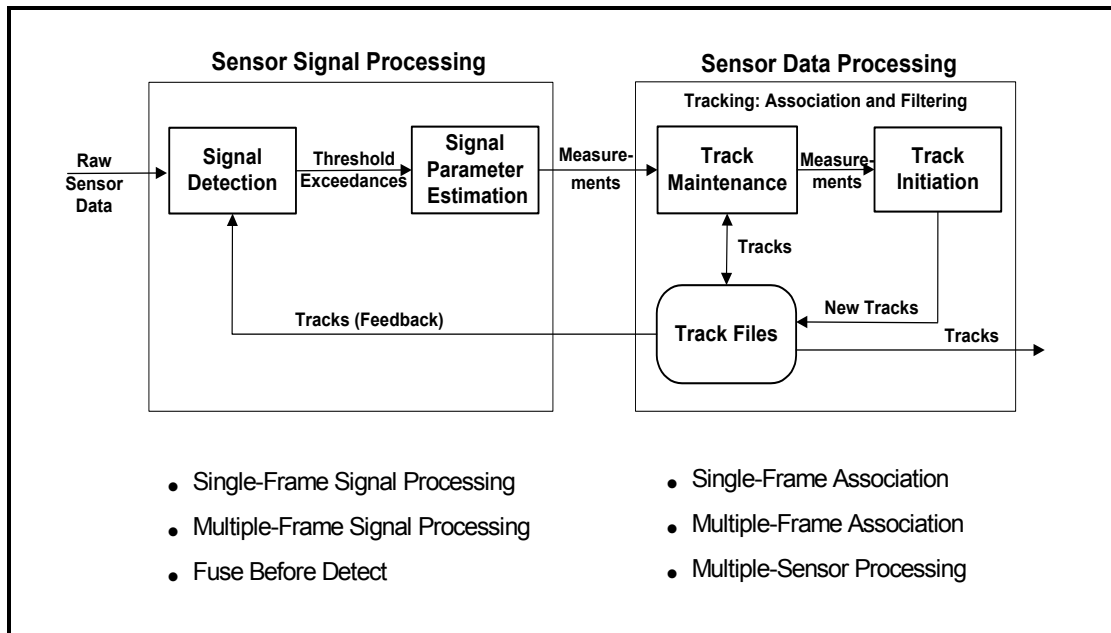 Sensor Signal Processing
Sensor Data Processing
Tracking: Association and Filtering
Raw
Sensor
Data
Signal
Detection
Threshold
Exceedances
Signal
Parameter
Estimation
Measure-
ments
Track
Maintenance
Measure-
ments
Track
Initiation
Tracks
New Tracks
Tracks (Feedback)
Track Files
Tracks
● Single-Frame Signal Processing
● Multiple-Frame Signal Processing
● Fuse Before Detect
● Single-Frame Association
● Multiple-Frame Association
● Multiple-Sensor Processing